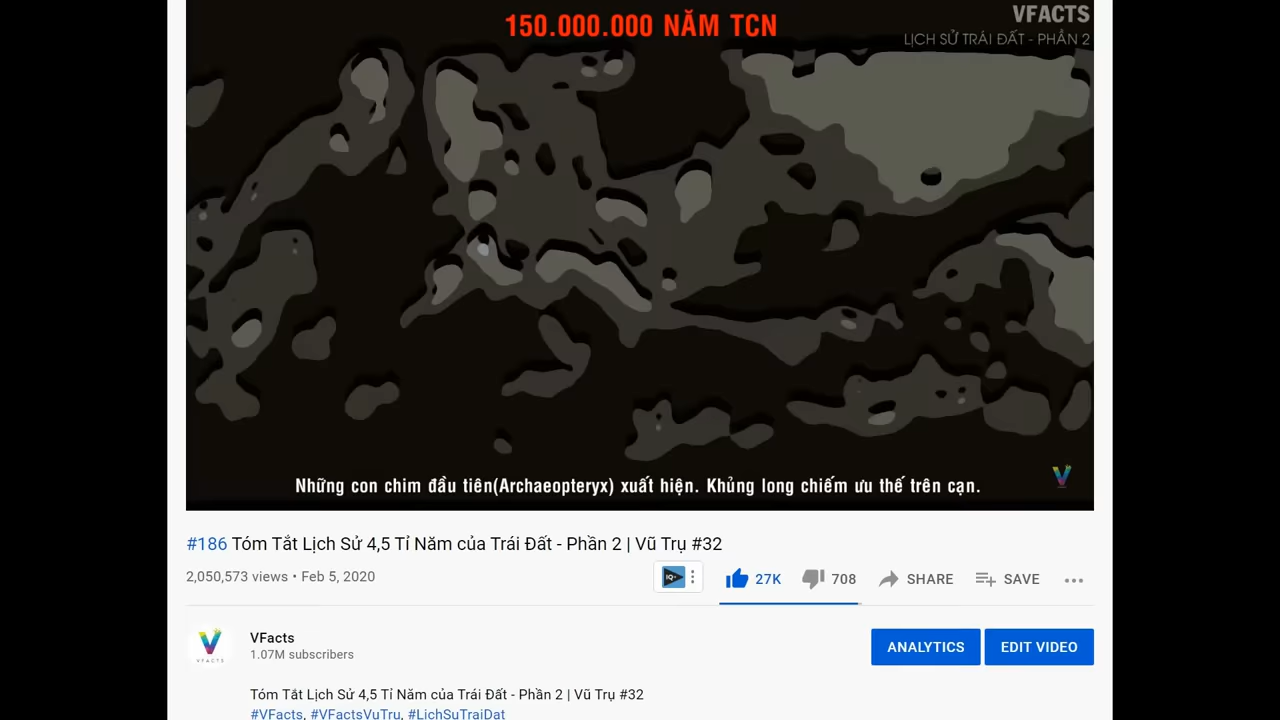 150.000.000 NĂM TCN
VFACTS
LỊCH SỬ TRÁI ĐẤT - PHẦN 2
Những con chim đầu tiên(Archaeopteryx) xuất hiện. Khủng long chiếm ưu thế trên cạn.
#186 Tóm Tắt Lịch Sử 4,5 Tỉ Năm của Trái Đất - Phần 2 | Vũ Trụ #32
2,050,573 views • Feb 5, 2020
IQ
27K
708
SHARE
SAVE
VFacts
1.07M subscribers
VFACTS
ANALYTICS
EDIT VIDEO
Tóm Tắt Lịch Sử 4,5 Tỉ Năm của Trái Đất - Phần 2 | Vũ Trụ #32
#VFacts, #VFactsVuTru, #LichSuTraiDat